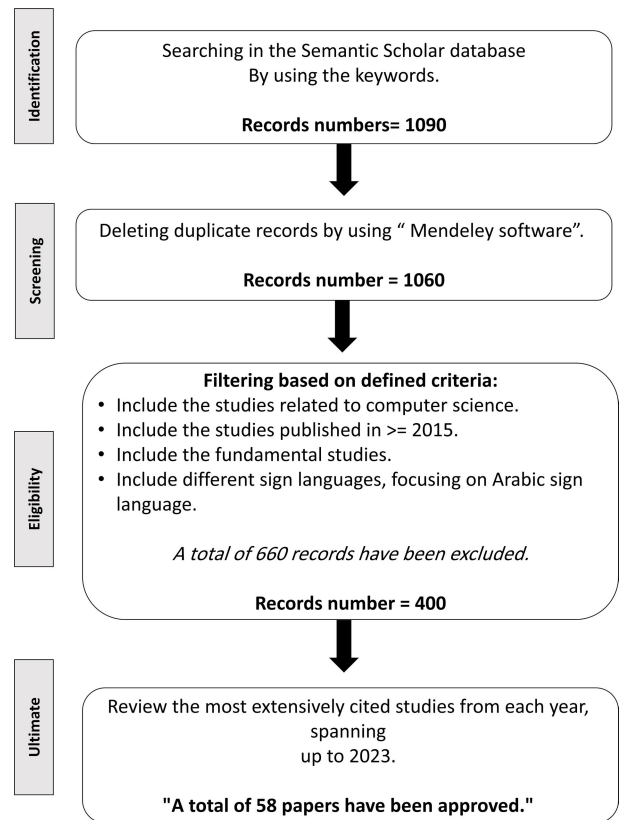 Identification
Searching in the Semantic Scholar database
By using the keywords.
Records numbers= 1090
Screening
Deleting duplicate records by using “ Mendeley software”.
Records number = 1060
Eligibility
Filtering based on defined criteria:
• Include the studies related to computer science.
• Include the studies published in >= 2015.
• Include the fundamental studies.
• Include different sign languages, focusing on Arabic sign
language.
A total of 660 records have been excluded.
Records number = 400
Ultimate
Review the most extensively cited studies from each year,
spanning
up to 2023.
"A total of 58 papers have been approved."